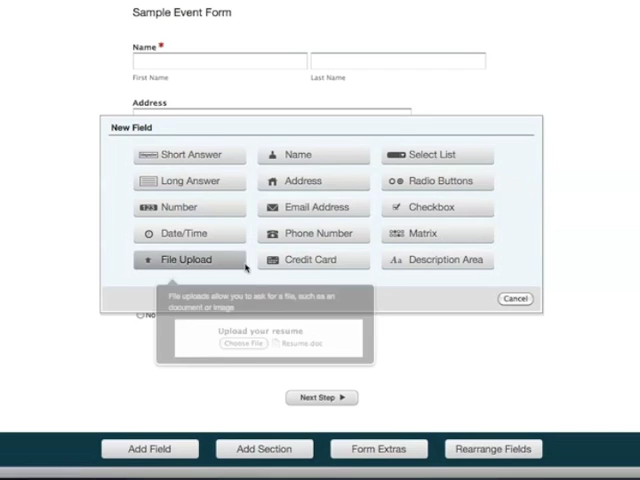 Sample Event Form
Name *
First Name Last Name
Address
New Field
Short Answer Name Select List
Long Answer Address Radio Buttons
123 Number Email Address Checkbox
Date/Time Phone Number Matrix
File Upload Credit Card Aa Description Area
File uploads allow you to ask for a file, such as an
document or image
Cancel
No
Upload your resume
Choose File Resume.doc
Next Step
Add Field Add Section Form Extras Rearrange Fields